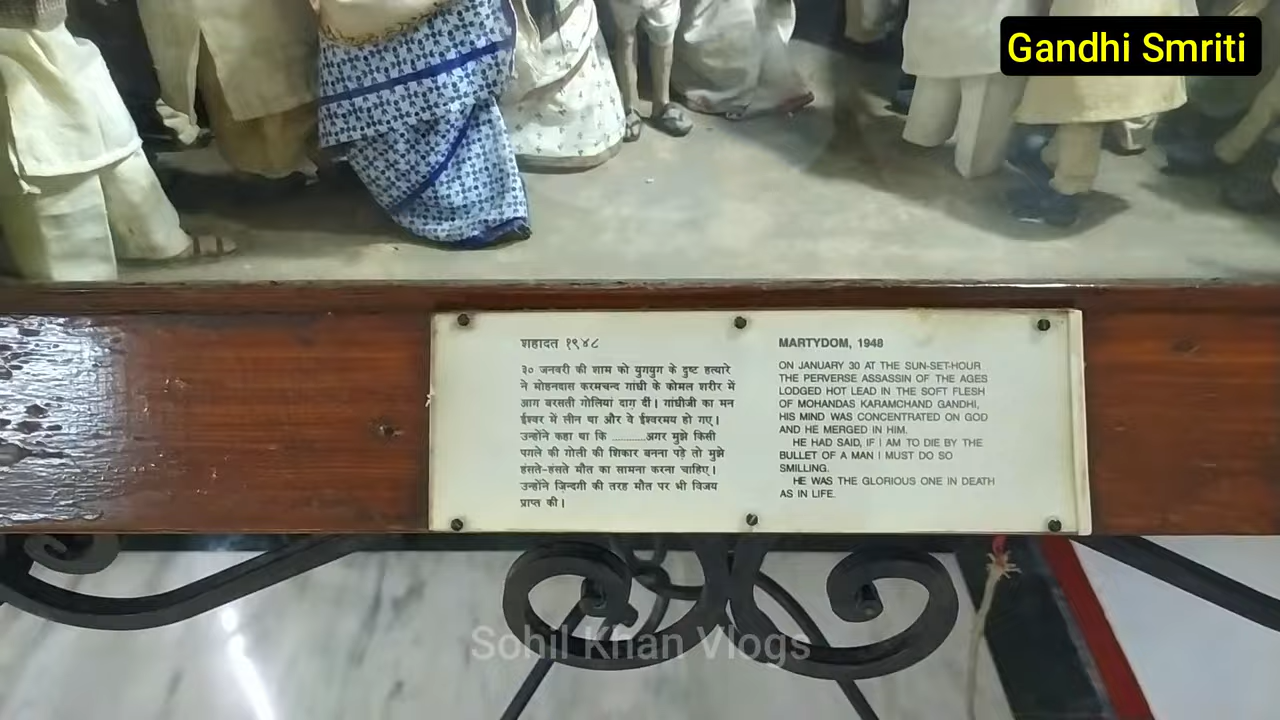 Gandhi Smriti
शहादत १९४८
३० जनवरी की शाम को युगयुग के दुष्ट हत्यारे
ने मोहनदास करमचन्द गांधी के कोमल शरीर में
आग बरसती गोलियां दाग दीं। गांधीजी का मन
ईश्वर में लीन था और वे ईश्वरमय हो गए।
उन्होंने कहा था कि ...........अगर मुझे किसी
पगले की गोली की शिकार बनना पड़े तो मुझे
हंसते-हंसते मौत का सामना करना चाहिए।
उन्होंने ज़िन्दगी की तरह मौत पर भी विजय
प्राप्त की।
MARTYDOM, 1948
ON JANUARY 30 AT THE SUN-SET-HOUR
THE PERVERSE ASSASSIN OF THE AGES
LODGED HOT LEAD IN THE SOFT FLESH
OF MOHANDAS KARAMCHAND GANDHI,
HIS MIND WAS CONCENTRATED ON GOD
AND HE MERGED IN HIM.
HE HAD SAID, IF I AM TO DIE BY THE
BULLET OF A MAN I MUST DO SO
SMILLING.
HE WAS THE GLORIOUS ONE IN DEATH
AS IN LIFE.
Sohil Khan Vlogs